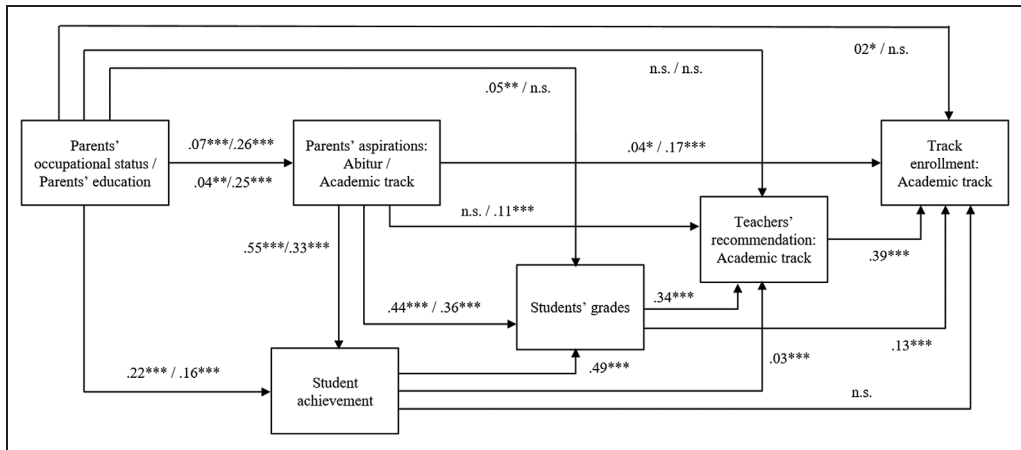 02* / n.s.
n.s. / n.s.
.05** / n.s.
Parents'
occupational status /
Parents' education
.07***/.26***
.04**/.25***
Parents' aspirations:
Abitur /
Academic track
.04* / .17***
Track
enrollment:
Academic track
n.s. / .11***
Teachers'
recommendation:
Academic track
.39***
.55***/.33***
.44*** / .36***
Students' grades
.34***
.13***
.03***
.49***
.22*** / .16***
Student
achievement
n.s.